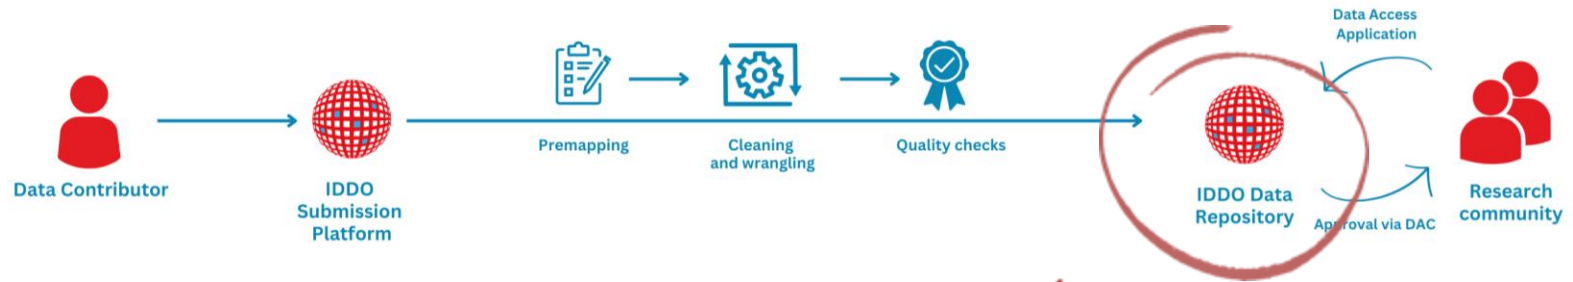 Data Contributor
IDDO
Submission
Platform
Premapping
Cleaning
and wrangling
Quality checks
IDDO Data
Repository
Data Access
Application
Approval via DAC
Research
community